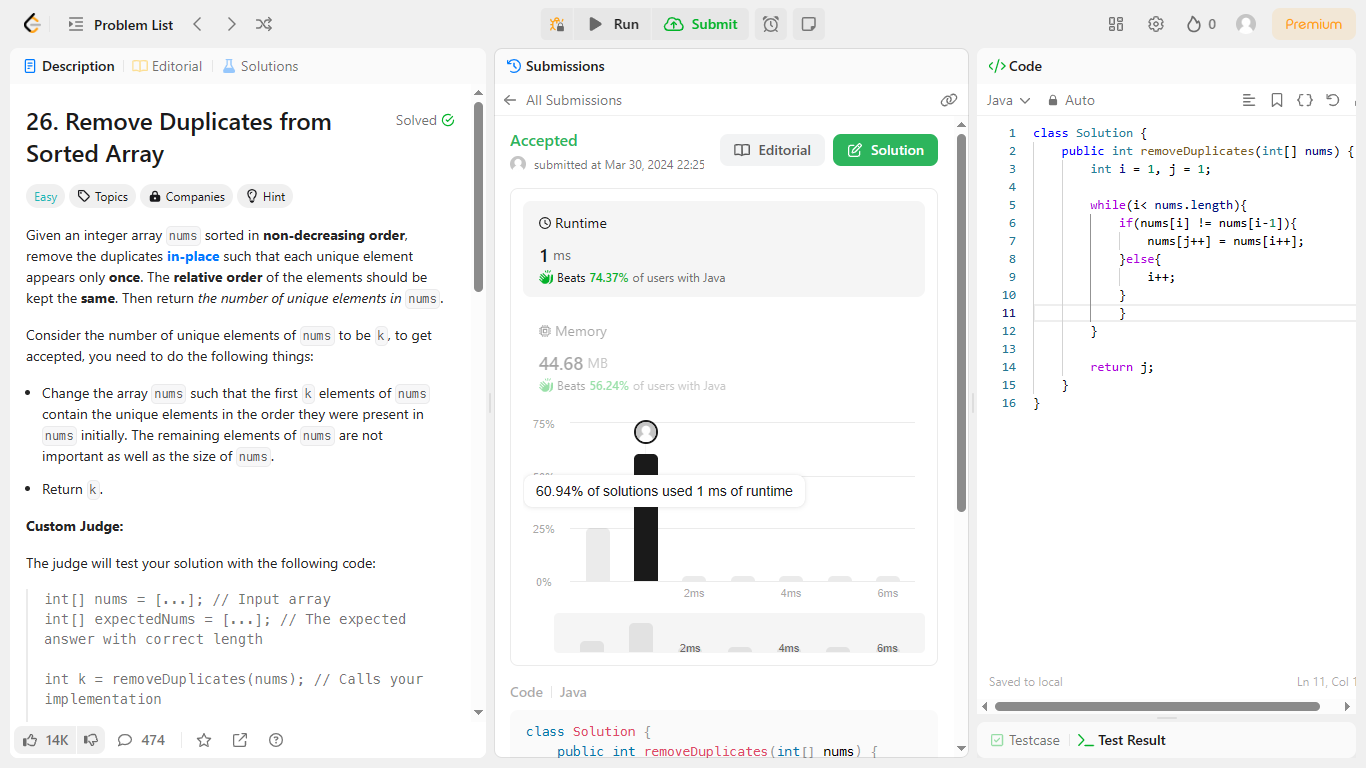 Problem List
Run
Submit
0
Premium
Description
Editorial
Solutions
26. Remove Duplicates from
Sorted Array
Solved
Easy
Topics
Companies
Hint
Given an integer array nums sorted in non-decreasing order,
remove the duplicates in-place such that each unique element
appears only once. The relative order of the elements should be
kept the same. Then return the number of unique elements in nums.
Consider the number of unique elements of nums to be k, to get
accepted, you need to do the following things:
• Change the array nums such that the first k elements of nums
contain the unique elements in the order they were present in
nums initially. The remaining elements of nums are not
important as well as the size of nums.
• Return k.
Custom Judge:
The judge will test your solution with the following code:
int[] nums = [...]; // Input array
int[] expectedNums = [...]; // The expected
answer with correct length
int k = removeDuplicates(nums); // Calls your
implementation
14K
474
Submissions
All Submissions
Accepted
submitted at Mar 30, 2024 22:25
Editorial
Solution
Runtime
1 ms
Beats 74.37% of users with Java
Memory
44.68 MB
Beats 56.24% of users with Java
75%
60.94% of solutions used 1 ms of runtime
25%
0%
2ms
4ms
6ms
2ms
4ms
6ms
Code
Java
class Solution {
public int removeDuplicates(int[] nums) {
Code
Java
Auto
1 class Solution {
2 public int removeDuplicates(int[] nums) {
3 int i = 1, j = 1;
4
5 while(i< nums.length){
6 if(nums[i] != nums[i-1]){
7 nums[j++] = nums[i++];
8 }else{
9 i++;
10 }
11 }
12 }
13
14 return j;
15 }
16 }
Saved to local
Ln 11, Col
Testcase
Test Result